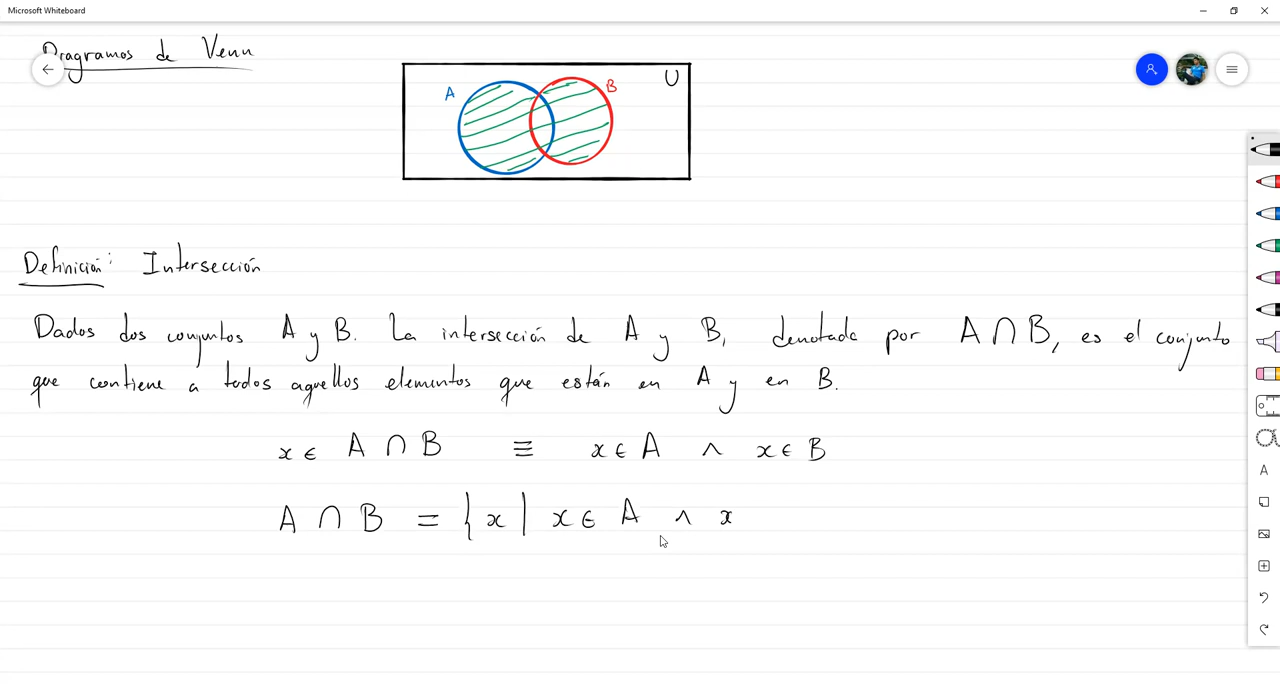 Microsoft Whiteboard
Diagramas de Venn
U
A
B
Definición: Intersección
Dados dos conjuntos A y B. La intersección de A y B, denotada por A ∩ B, es el conjunto
que contiene a todos aquellos elementos que están en A y en B.
x ∈ A ∩ B ≡ x ∈ A ∧ x ∈ B
A ∩ B = { x | x ∈ A ∧ x